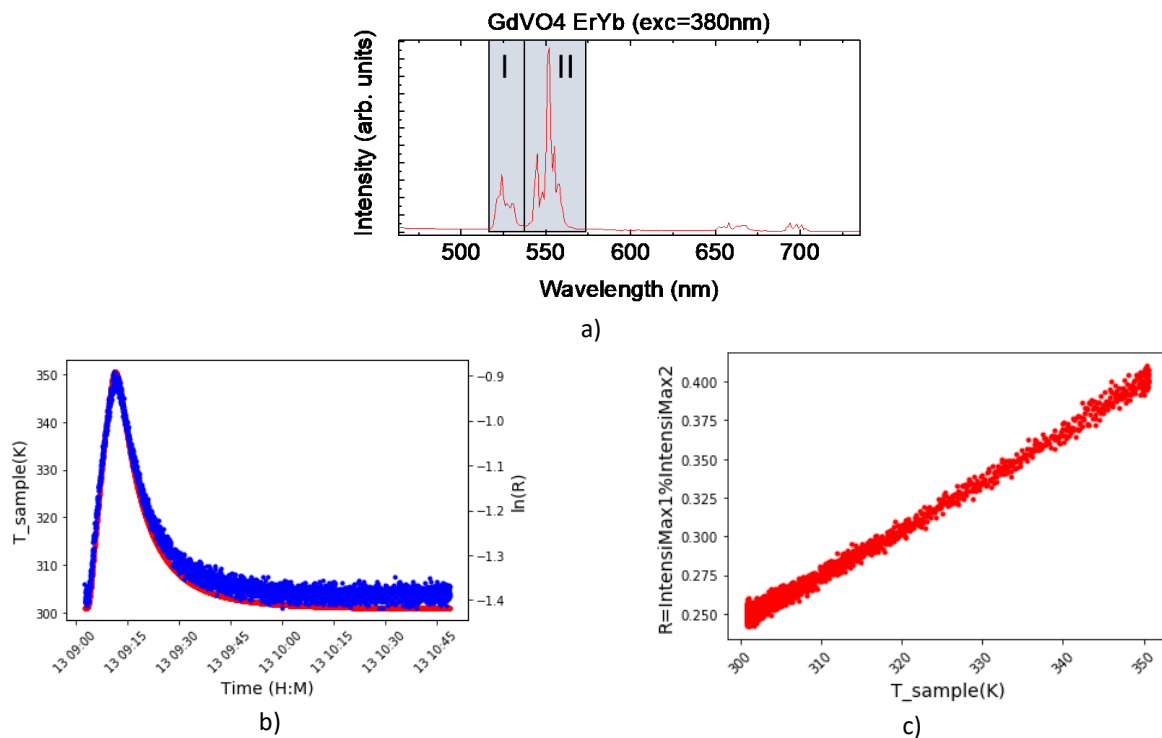 GdVO4 ErYb (exc=380nm)
Intensity (arb. units)
I II
500 550 600 650 700
Wavelength (nm)
a)
T_sample(K)
350
340
330
320
310
300
ln(R)
−0.9
−1.0
−1.1
−1.2
−1.3
−1.4
13 09:00 13 09:15 13 09:30 13 09:45 13 10:00 13 10:15 13 10:30 13 10:45
Time (H:M)
b)
R=IntensiMax1%IntensiMax2
0.400
0.375
0.350
0.325
0.300
0.275
0.250
300 310 320 330 340 350
T_sample(K)
c)